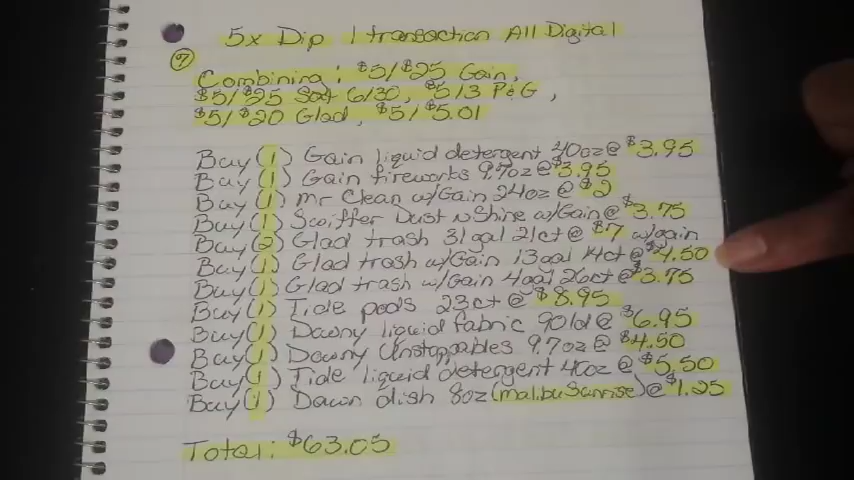 5x Dip 1 transaction All Digital
7
Combining: $5/$25 Gain,
$5/$25 Sat 6/30, $5/3 P&G,
$5/$20 Glad, $5/$5.01
Buy (1) Gain liquid detergent 40oz @ $3.95
Buy (1) Gain fireworks 9.7oz @ $3.95
Buy (1) Mr Clean w/Gain 24oz @ $2
Buy (1) Swiffer Dust n Shine w/Gain @ $3.75
Buy (2) Glad trash 31gal 21ct @ $7 w/gain
Buy (1) Glad trash w/Gain 13gal 14ct @ $4.50
Buy (1) Glad trash w/Gain 4gal 26ct @ $3.75
Buy (1) Tide pods 23ct @ $8.95
Buy (1) Downy liquid fabric 90ld @ $6.95
Buy (1) Downy Unstoppables 9.7oz @ $4.50
Buy (1) Tide liquid detergent 40oz @ $5.50
Buy (1) Dawn dish 8oz (malibu Sunrise) @ $1.25
Total: $63.05